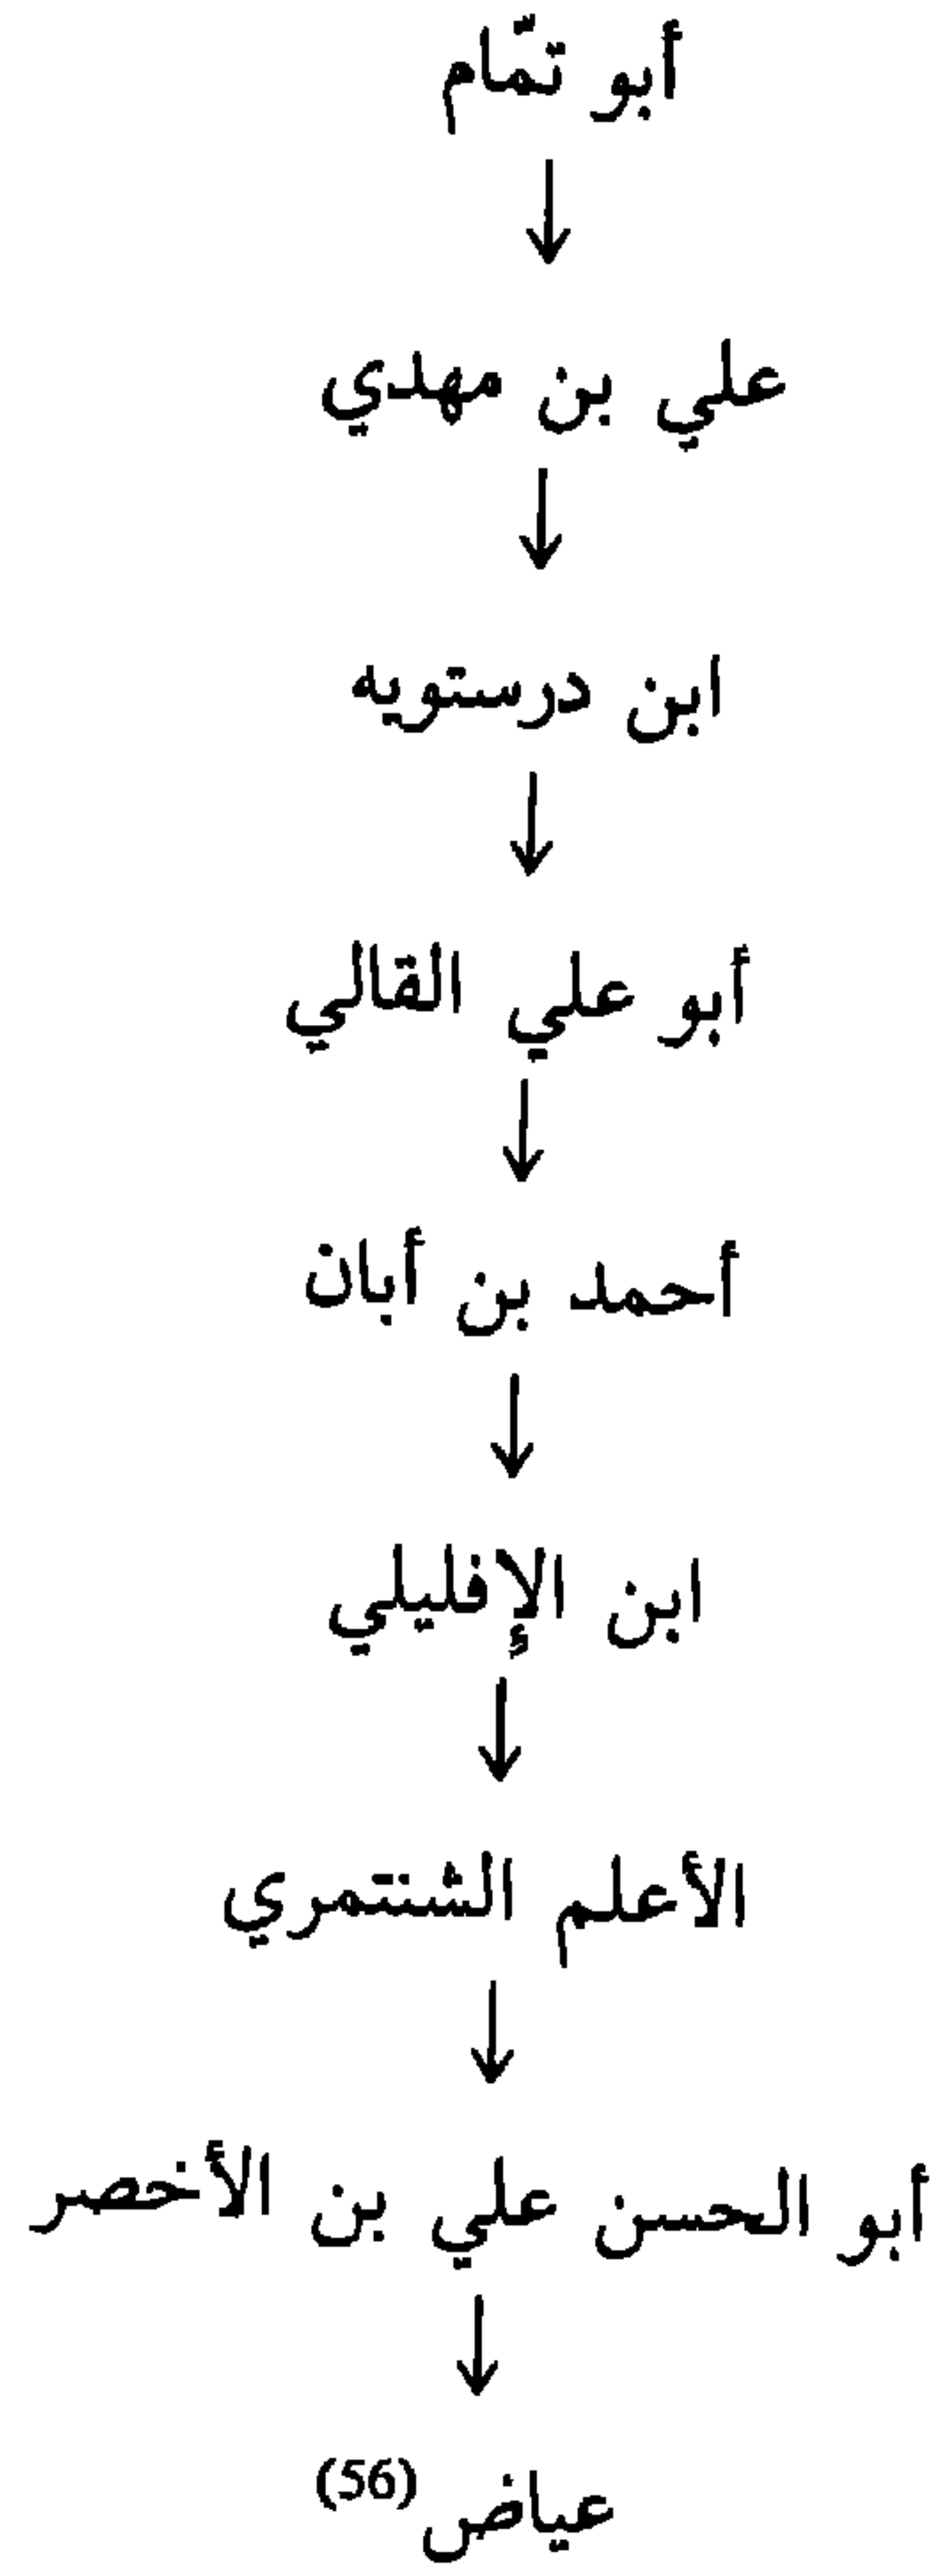 أبو تمّام
↓
علي بن مهدي
↓
ابن درستويه
↓
أبو علي القالي
↓
أحمد بن أبان
↓
ابن الإفليلي
↓
الأعلم الشنتمري
↓
أبو الحسن علي بن الأخصر
↓
عياض(56)